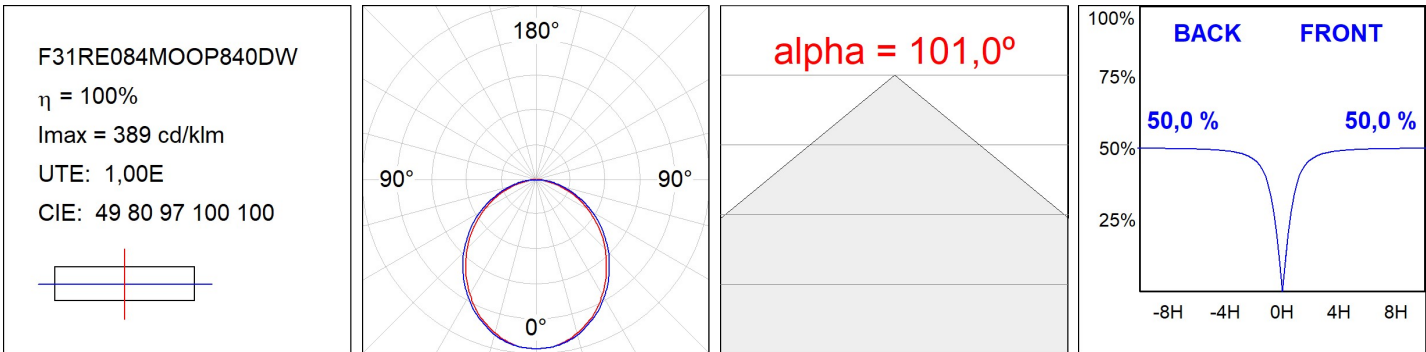 F31RE084MOOP840DW
η = 100%
Imax = 389 cd/klm
UTE: 1,00E
CIE: 49 80 97 100 100
180°
90° 90°
0°
alpha = 101,0º
100%
BACK FRONT
75%
50,0 % 50,0 %
50%
25%
-8H -4H 0H 4H 8H